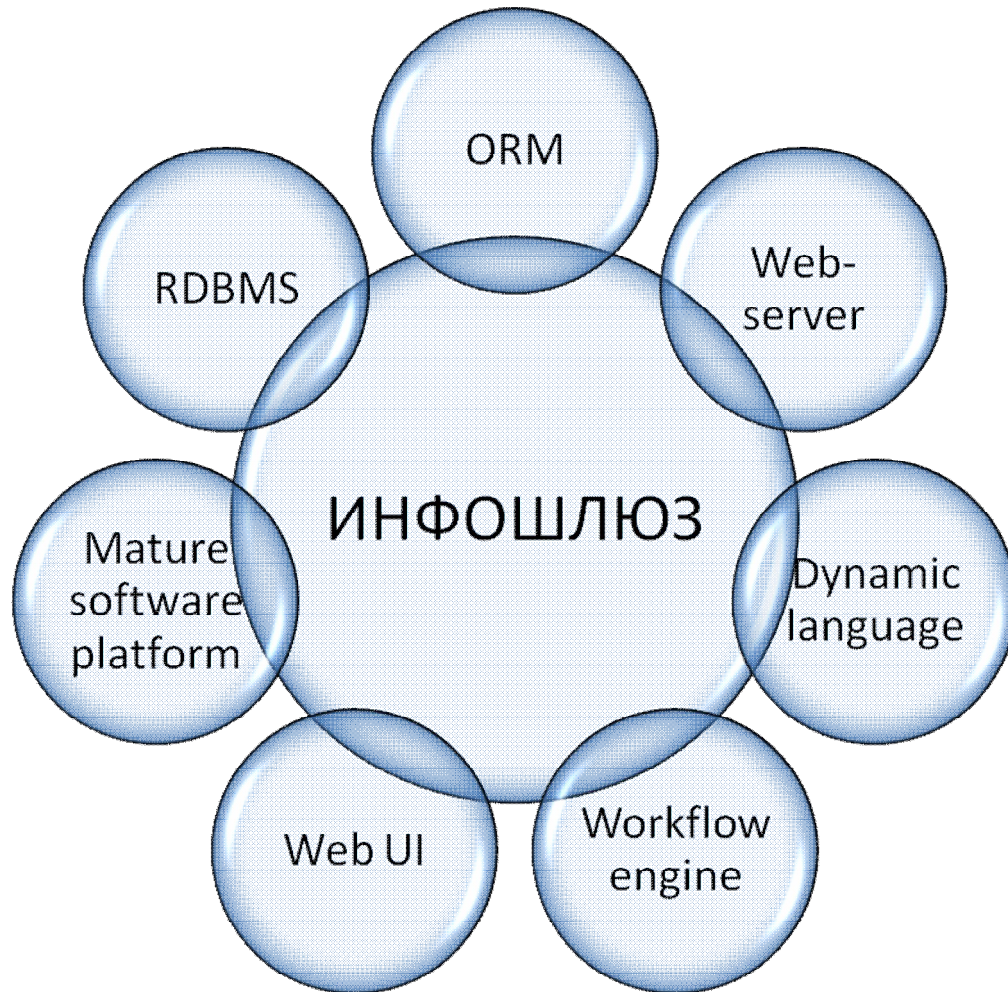 ORM
RDBMS
Web-
server
ИНФОШЛЮЗ
Mature
software
platform
Dynamic
language
Web UI
Workflow
engine